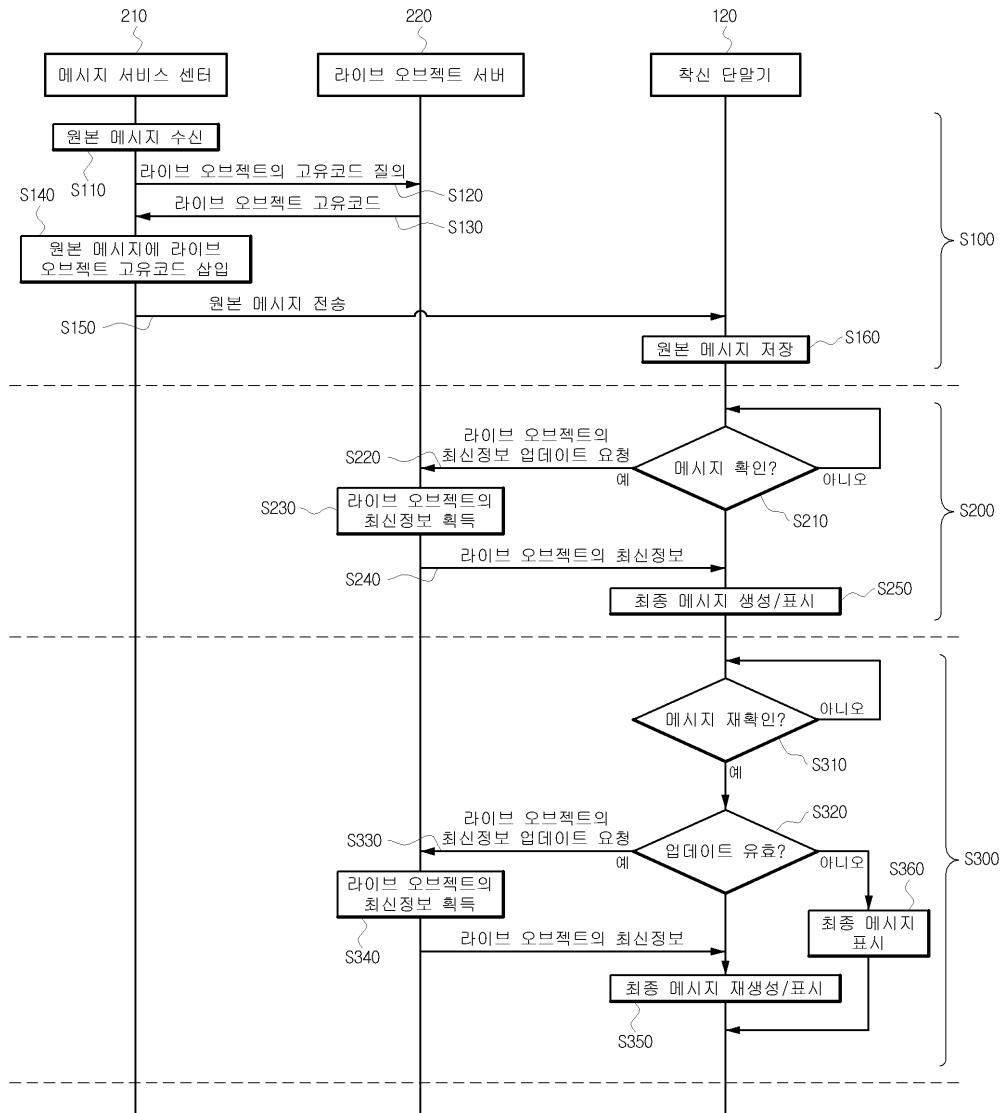 210
220
120
메시지 서비스 센터
라이브 오브젝트 서버
착신 단말기
원본 메시지 수신
S110
라이브 오브젝트의 고유코드 질의
S120
S140
라이브 오브젝트 고유코드
S130
원본 메시지에 라이브
오브젝트 고유코드 삽입
S100
원본 메시지 전송
S150
원본 메시지 저장
S160
라이브 오브젝트의
최신정보 업데이트 요청
S220
예
메시지 확인?
아니오
S210
S230
라이브 오브젝트의
최신정보 획득
S200
라이브 오브젝트의 최신정보
S240
최종 메시지 생성/표시
S250
메시지 재확인?
아니오
S310
예
S320
라이브 오브젝트의
최신정보 업데이트 요청
S330
예
업데이트 유효?
아니오
S300
S360
라이브 오브젝트의
최신정보 획득
S340
최종 메시지
표시
라이브 오브젝트의 최신정보
최종 메시지 재생성/표시
S350